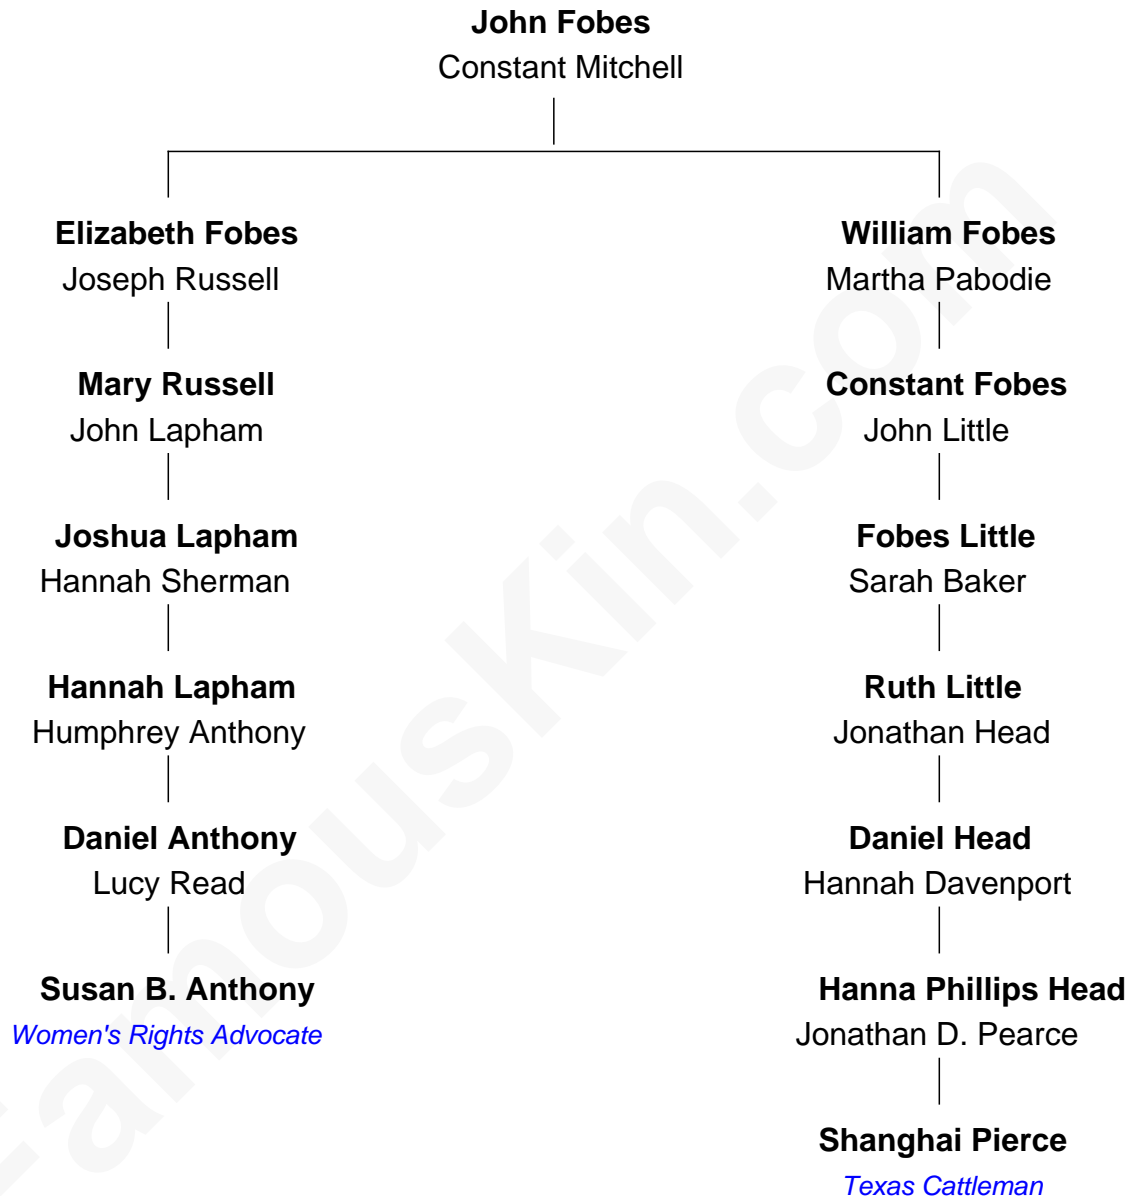 John Fobes
Constant Mitchell
Elizabeth Fobes
Joseph Russell
Mary Russell
John Lapham
Joshua Lapham
Hannah Sherman
Hannah Lapham
Humphrey Anthony
Daniel Anthony
Lucy Read
Susan B. Anthony
Women's Rights Advocate
William Fobes
Martha Pabodie
Constant Fobes
John Little
Fobes Little
Sarah Baker
Ruth Little
Jonathan Head
Daniel Head
Hannah Davenport
Hanna Phillips Head
Jonathan D. Pearce
Shanghai Pierce
Texas Cattleman
FamousKin.com